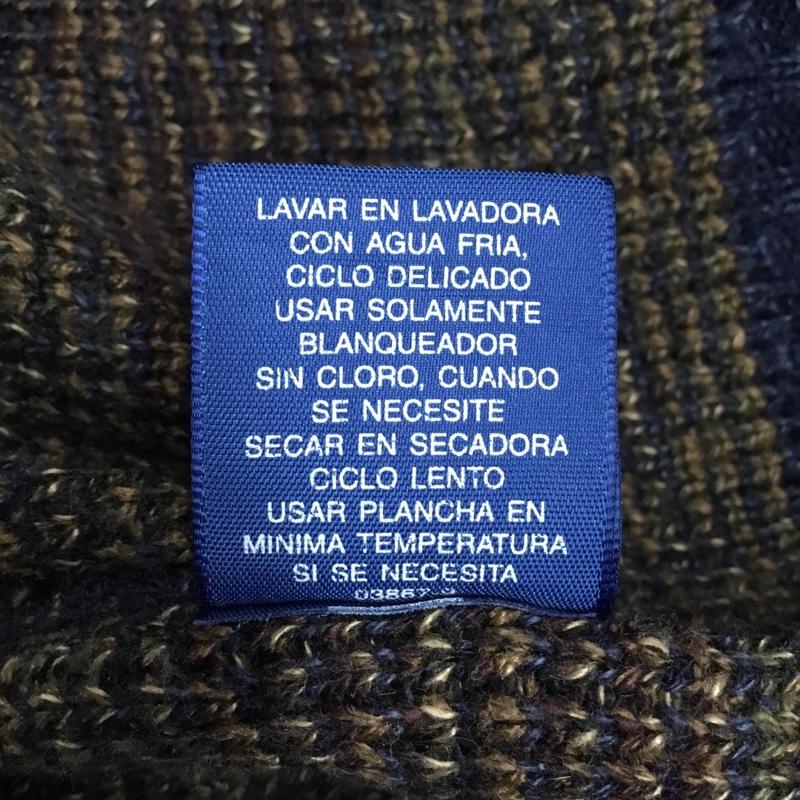 LAVAR EN LAVADORA
CON AGUA FRIA,
CICLO DELICADO
USAR SOLAMENTE
BLANQUEADOR
SIN CLORO, CUANDO
SE NECESITE
SECAR EN SECADORA
CICLO LENTO
USAR PLANCHA EN
MINIMA TEMPERATURA
SI SE NECESITA